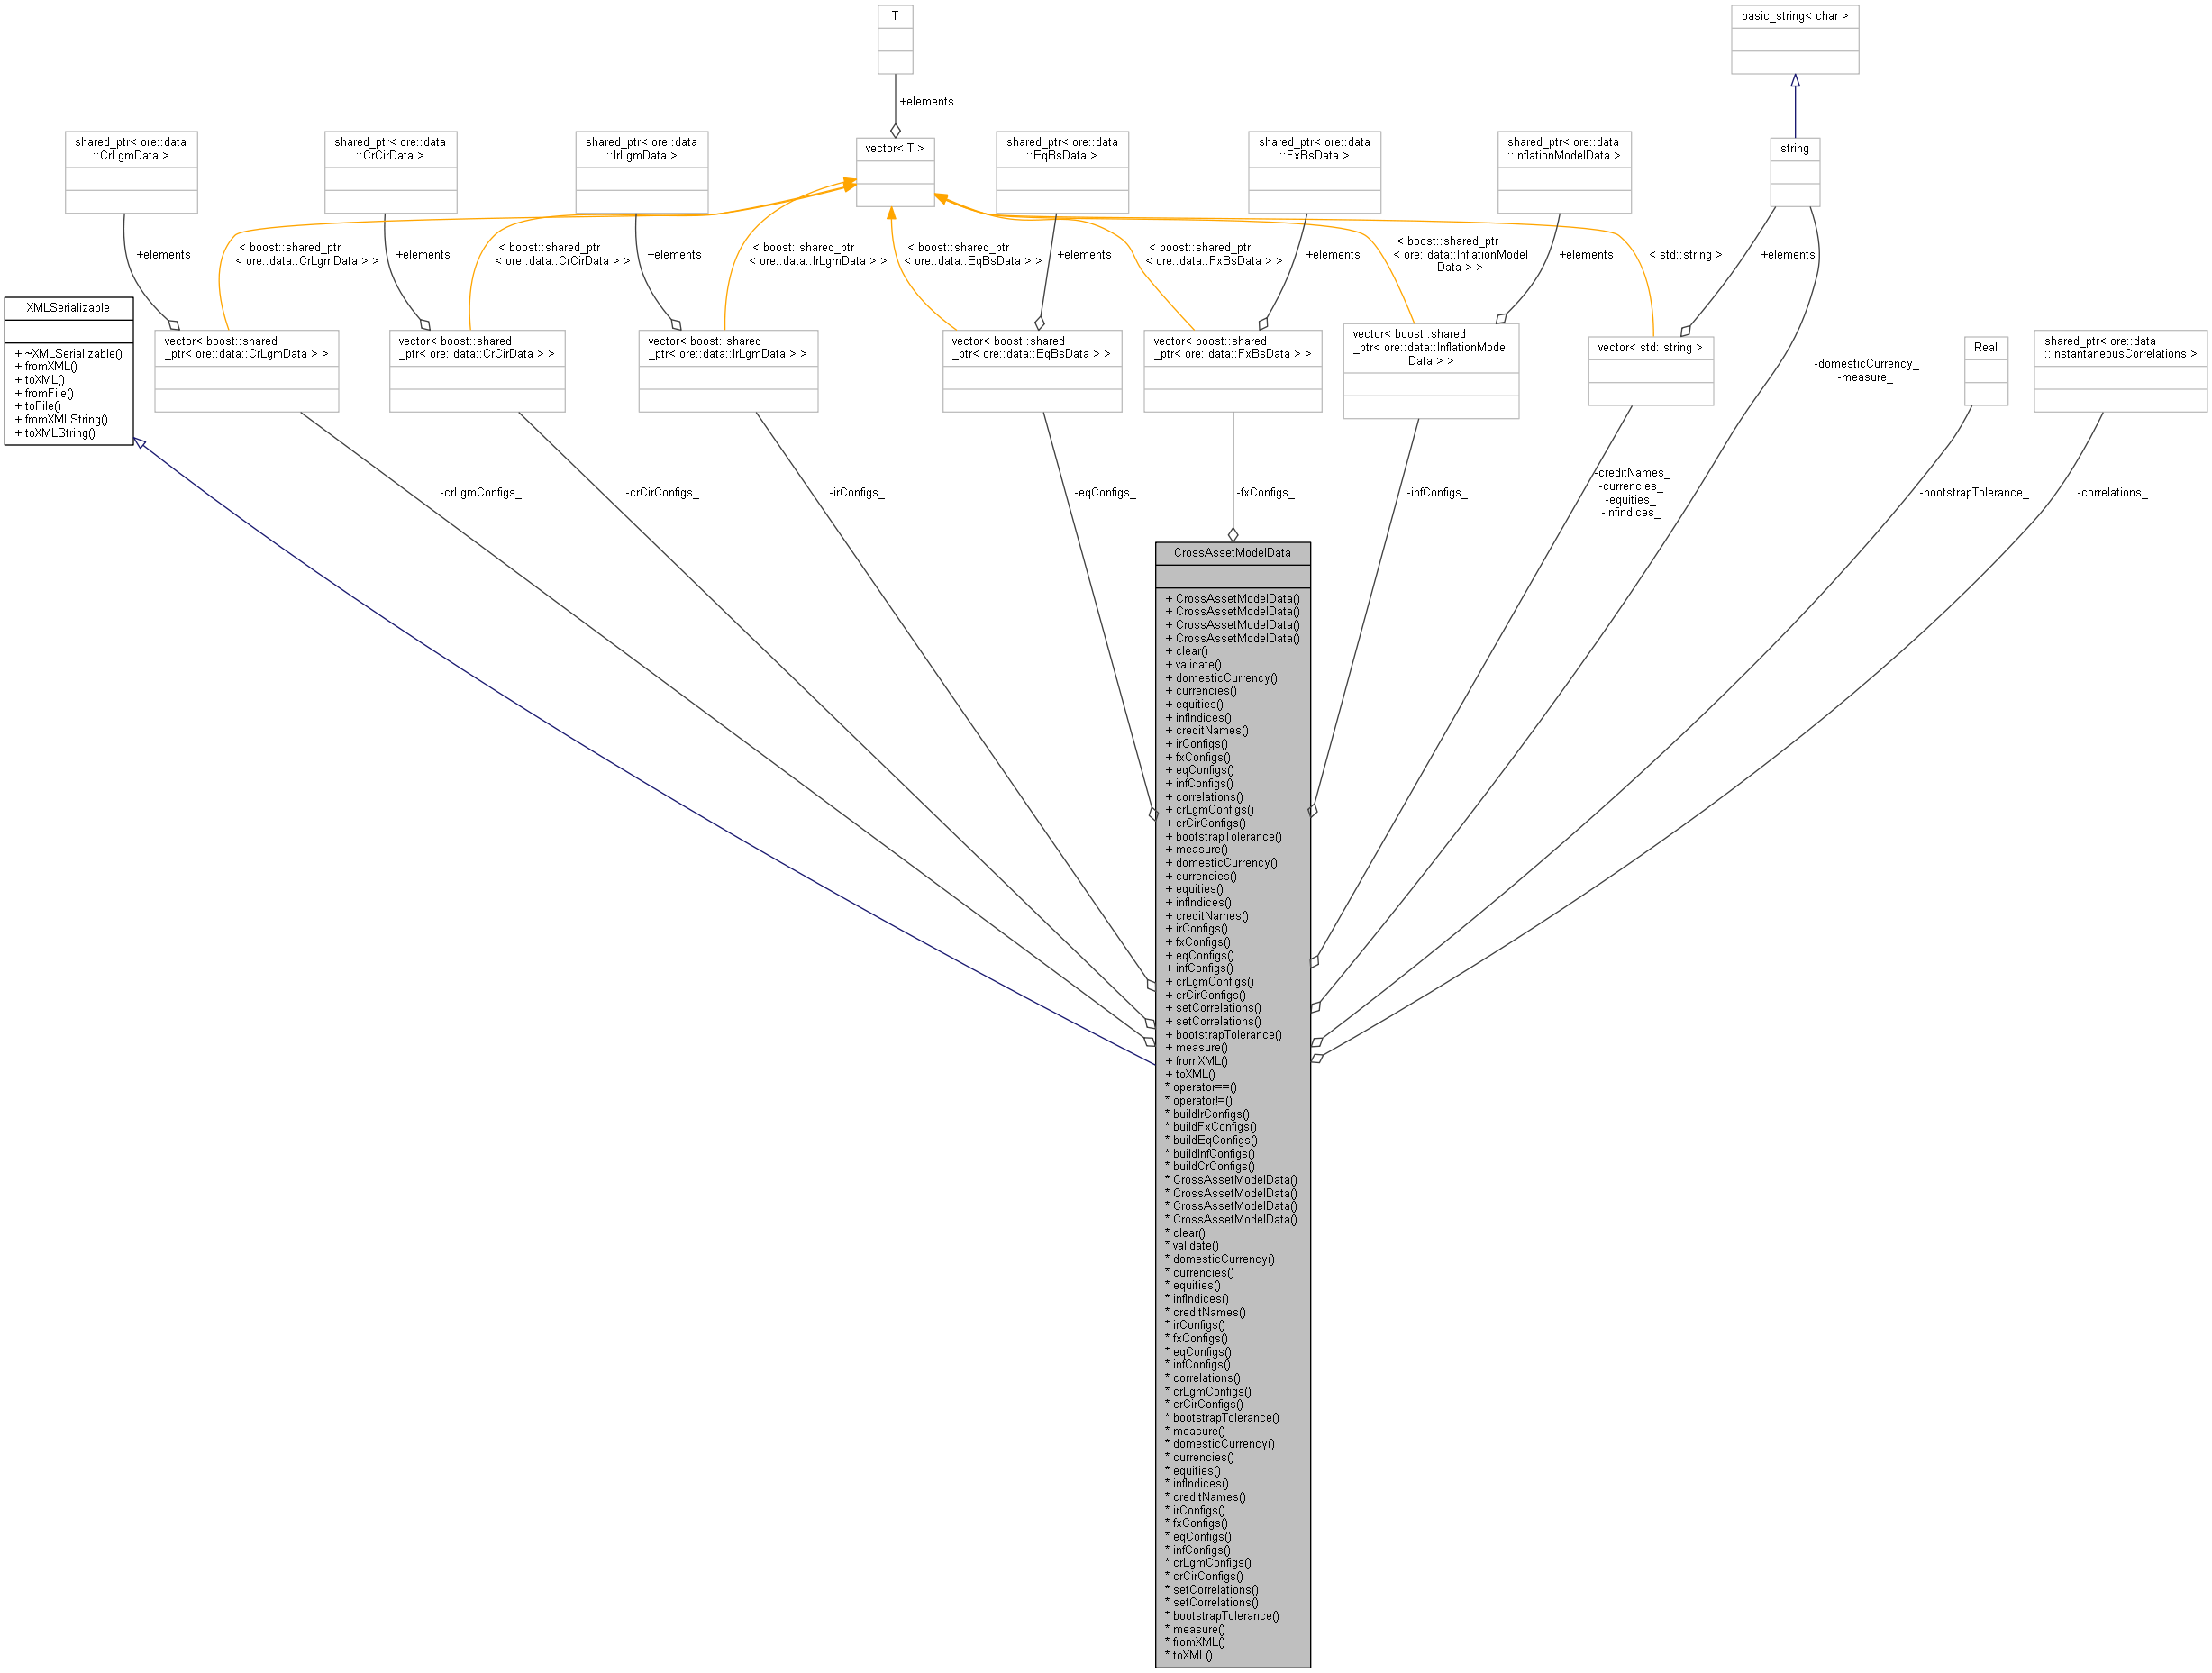 T
basic_string< char >
+elements
shared_ptr< ore::data
::CrLgmData >
shared_ptr< ore::data
::CrCirData >
shared_ptr< ore::data
::IrLgmData >
vector< T >
shared_ptr< ore::data
::EqBsData >
shared_ptr< ore::data
::FxBsData >
shared_ptr< ore::data
::InflationModelData >
string
+elements
< boost::shared_ptr
< ore::data::CrLgmData > >
+elements
< boost::shared_ptr
< ore::data::CrCirData > >
+elements
< boost::shared_ptr
< ore::data::IrLgmData > >
< boost::shared_ptr
< ore::data::EqBsData > >
+elements
< boost::shared_ptr
< ore::data::FxBsData > >
+elements
< boost::shared_ptr
< ore::data::InflationModel
Data > >
+elements
< std::string >
+elements
XMLSerializable
+ ~XMLSerializable()
+ fromXML()
+ toXML()
+ fromFile()
+ toFile()
+ fromXMLString()
+ toXMLString()
vector< boost::shared
_ptr< ore::data::CrLgmData > >
vector< boost::shared
_ptr< ore::data::CrCirData > >
vector< boost::shared
_ptr< ore::data::IrLgmData > >
vector< boost::shared
_ptr< ore::data::EqBsData > >
vector< boost::shared
_ptr< ore::data::FxBsData > >
vector< boost::shared
_ptr< ore::data::InflationModel
Data > >
vector< std::string >
-domesticCurrency_
-measure_
Real
shared_ptr< ore::data
::InstantaneousCorrelations >
-crLgmConfigs_
-crCirConfigs_
-irConfigs_
-eqConfigs_
-fxConfigs_
-infConfigs_
-creditNames_
-currencies_
-equities_
-infindices_
-bootstrapTolerance_
-correlations_
CrossAssetModelData
+ CrossAssetModelData()
+ CrossAssetModelData()
+ CrossAssetModelData()
+ CrossAssetModelData()
+ clear()
+ validate()
+ domesticCurrency()
+ currencies()
+ equities()
+ infIndices()
+ creditNames()
+ irConfigs()
+ fxConfigs()
+ eqConfigs()
+ infConfigs()
+ correlations()
+ crLgmConfigs()
+ crCirConfigs()
+ bootstrapTolerance()
+ measure()
+ domesticCurrency()
+ currencies()
+ equities()
+ infIndices()
+ creditNames()
+ irConfigs()
+ fxConfigs()
+ eqConfigs()
+ infConfigs()
+ crLgmConfigs()
+ crCirConfigs()
+ setCorrelations()
+ setCorrelations()
+ bootstrapTolerance()
+ measure()
+ fromXML()
+ toXML()
* operator==()
* operator!=()
* buildIrConfigs()
* buildFxConfigs()
* buildEqConfigs()
* buildInfConfigs()
* buildCrConfigs()
* CrossAssetModelData()
* CrossAssetModelData()
* CrossAssetModelData()
* CrossAssetModelData()
* clear()
* validate()
* domesticCurrency()
* currencies()
* equities()
* infIndices()
* creditNames()
* irConfigs()
* fxConfigs()
* eqConfigs()
* infConfigs()
* correlations()
* crLgmConfigs()
* crCirConfigs()
* bootstrapTolerance()
* measure()
* domesticCurrency()
* currencies()
* equities()
* infIndices()
* creditNames()
* irConfigs()
* fxConfigs()
* eqConfigs()
* infConfigs()
* crLgmConfigs()
* crCirConfigs()
* setCorrelations()
* setCorrelations()
* bootstrapTolerance()
* measure()
* fromXML()
* toXML()